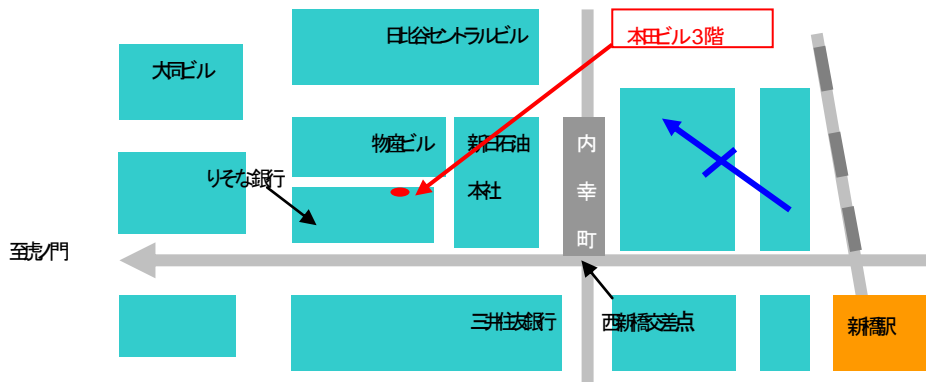 日比谷セントラルビル
本田ビル3階
大同ビル
物産ビル
新日石油
本社
内
幸
町
りそな銀行
至虎ノ門
三井住友銀行
西新橋交差点
新橋駅